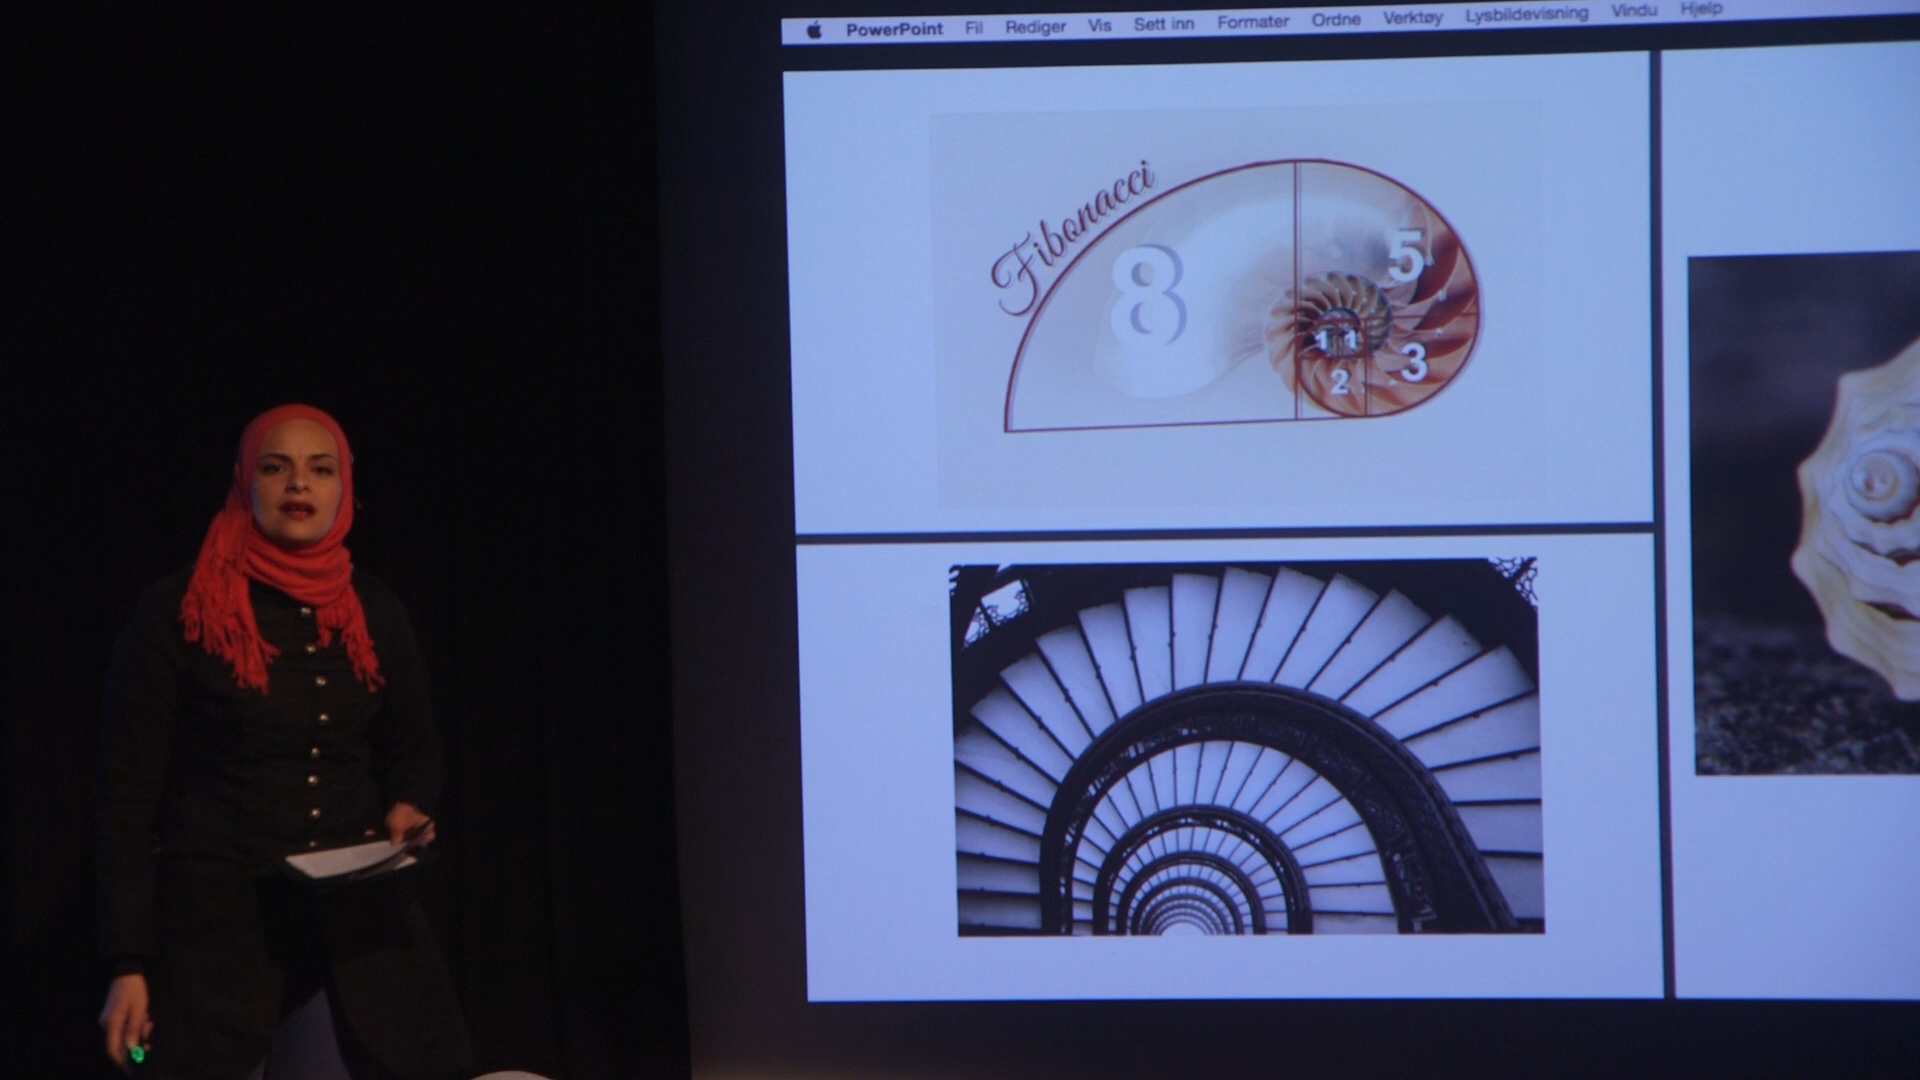 PowerPoint Fil Rediger Vis Sett inn Formater Ordne Verktøy Lysbildevisning Vindu Hjelp
Fibonacci
8
5
1 1
3
2